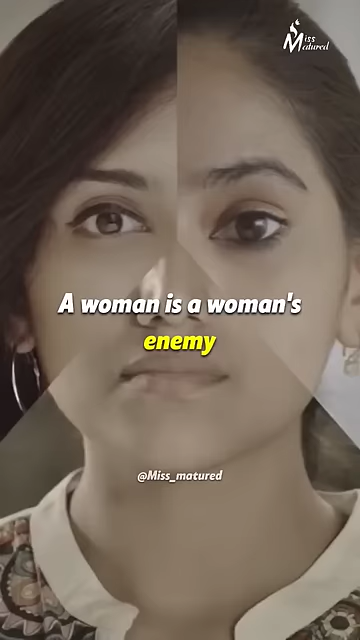 Miss
Matured
A woman is a woman's
enemy
@Miss_matured